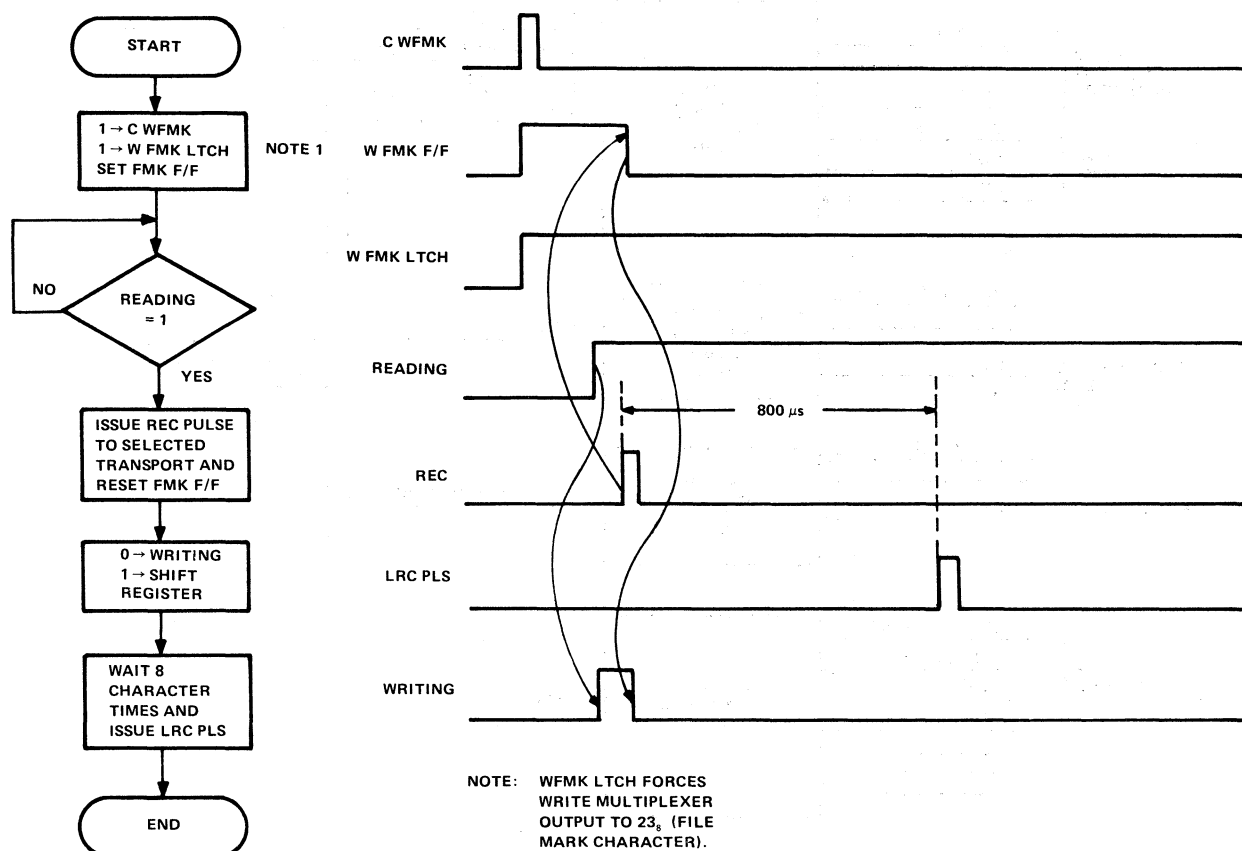 START
1 → C WFMK
1 → W FMK LTCH
SET FMK F/F
NOTE 1
NO
READING
= 1
YES
ISSUE REC PULSE
TO SELECTED
TRANSPORT AND
RESET FMK F/F
0 → WRITING
1 → SHIFT
REGISTER
WAIT 8
CHARACTER
TIMES AND
ISSUE LRC PLS
END
C WFMK
W FMK F/F
W FMK LTCH
READING
800 μs
REC
LRC PLS
WRITING
NOTE: WFMK LTCH FORCES
WRITE MULTIPLEXER
OUTPUT TO 23₈ (FILE
MARK CHARACTER).